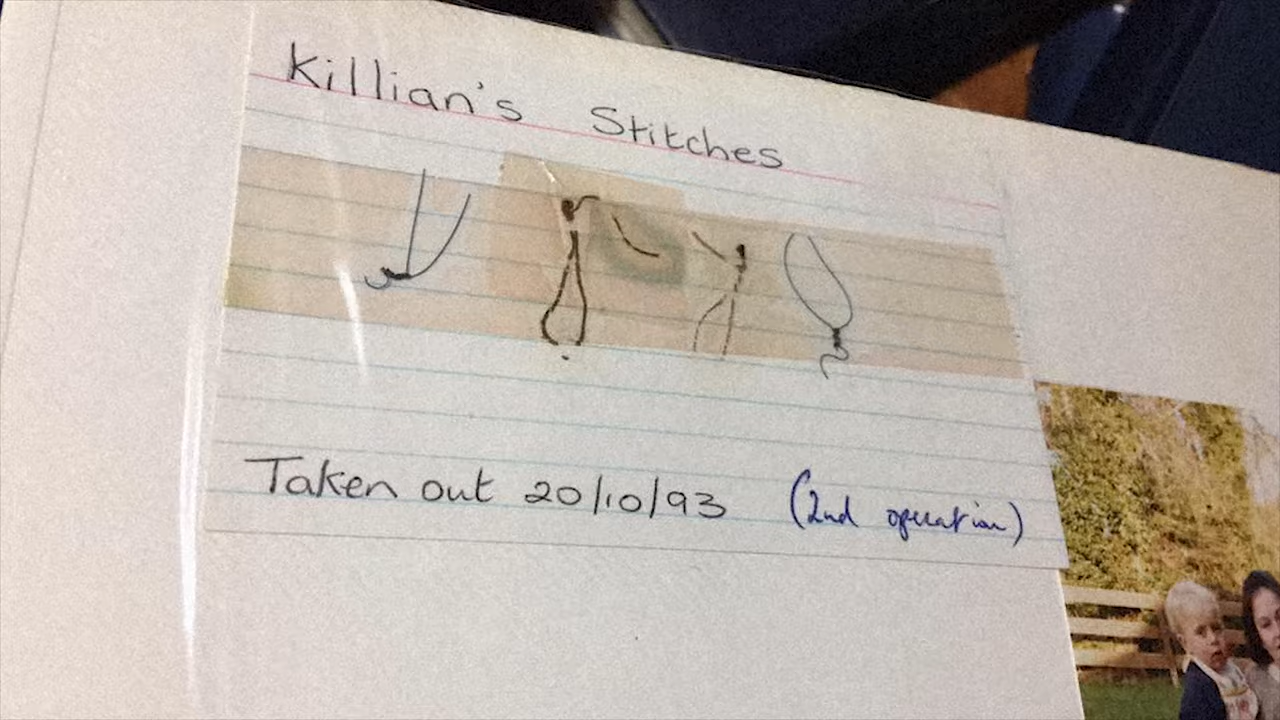 Killian's Stitches
Taken out 20/10/93 (2nd operation)